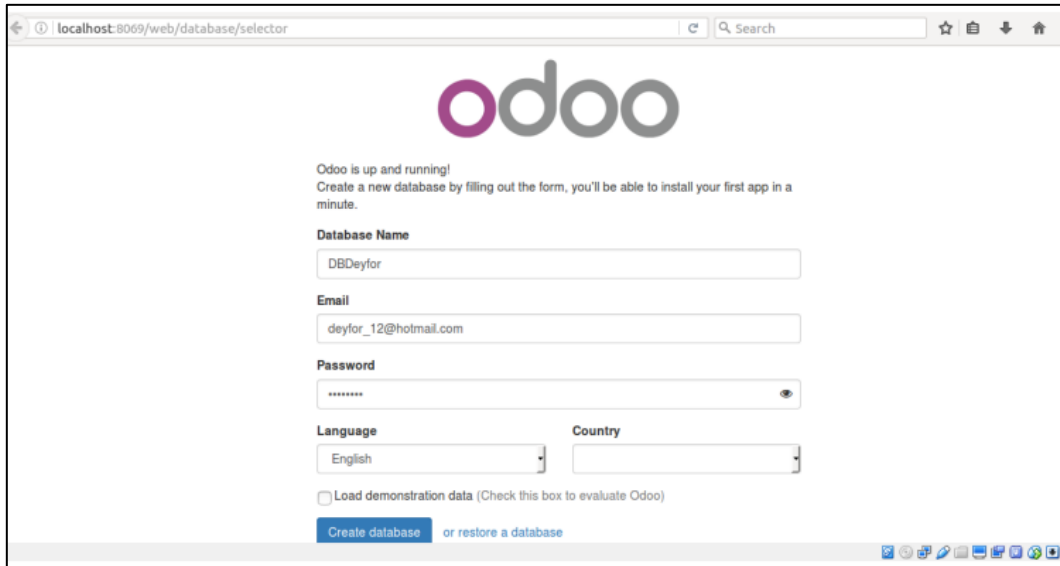 localhost:8069/web/database/selector
Search
odoo
Odoo is up and running!
Create a new database by filling out the form, you'll be able to install your first app in a
minute.
Database Name
DBDeyfor
Email
deyfor_12@hotmail.com
Password
••••••••
Language Country
English
Load demonstration data (Check this box to evaluate Odoo)
Create database or restore a database